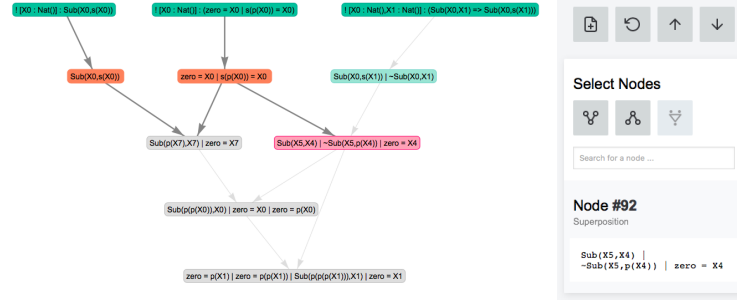 ! [X0 : Nat()] : Sub(X0,s(X0))
! [X0 : Nat()] : (zero = X0 | s(p(X0)) = X0)
! [X0 : Nat(),X1 : Nat()] : (Sub(X0,X1) => Sub(X0,s(X1)))
Sub(X0,s(X0))
zero = X0 | s(p(X0)) = X0
Sub(X0,s(X1)) | ~Sub(X0,X1)
Sub(p(X7),X7) | zero = X7
Sub(X5,X4) | ~Sub(X5,p(X4)) | zero = X4
Sub(p(p(X0)),X0) | zero = X0 | zero = p(X0)
zero = p(X1) | zero = p(p(X1)) | Sub(p(p(p(X1))),X1) | zero = X1
Select Nodes
Search for a node ...
Node #92
Superposition
Sub(X5,X4) |
~Sub(X5,p(X4)) | zero = X4